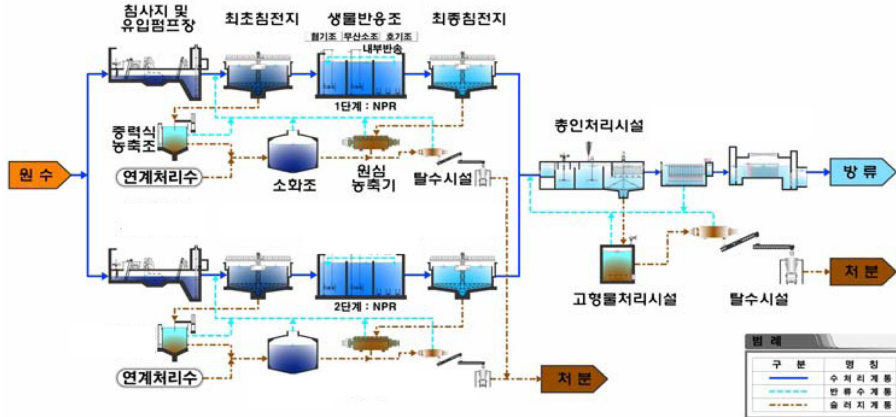 침사지 및
유입펌프장
최초침전지
생물반응조
최종침전지
혐기조 무산소조 호기조
내부반송
1단계 : NPR
중력식
농축조
총인처리시설
원 수
연계처리수
소화조
원심
농축기
탈수시설
방 류
처 분
고형물처리시설
탈수시설
2단계 : NPR
연계처리수
처 분
범 례
구 분 명 칭
수 처 리 계 통
반 류 수 계 통
슬 러 지 계 통